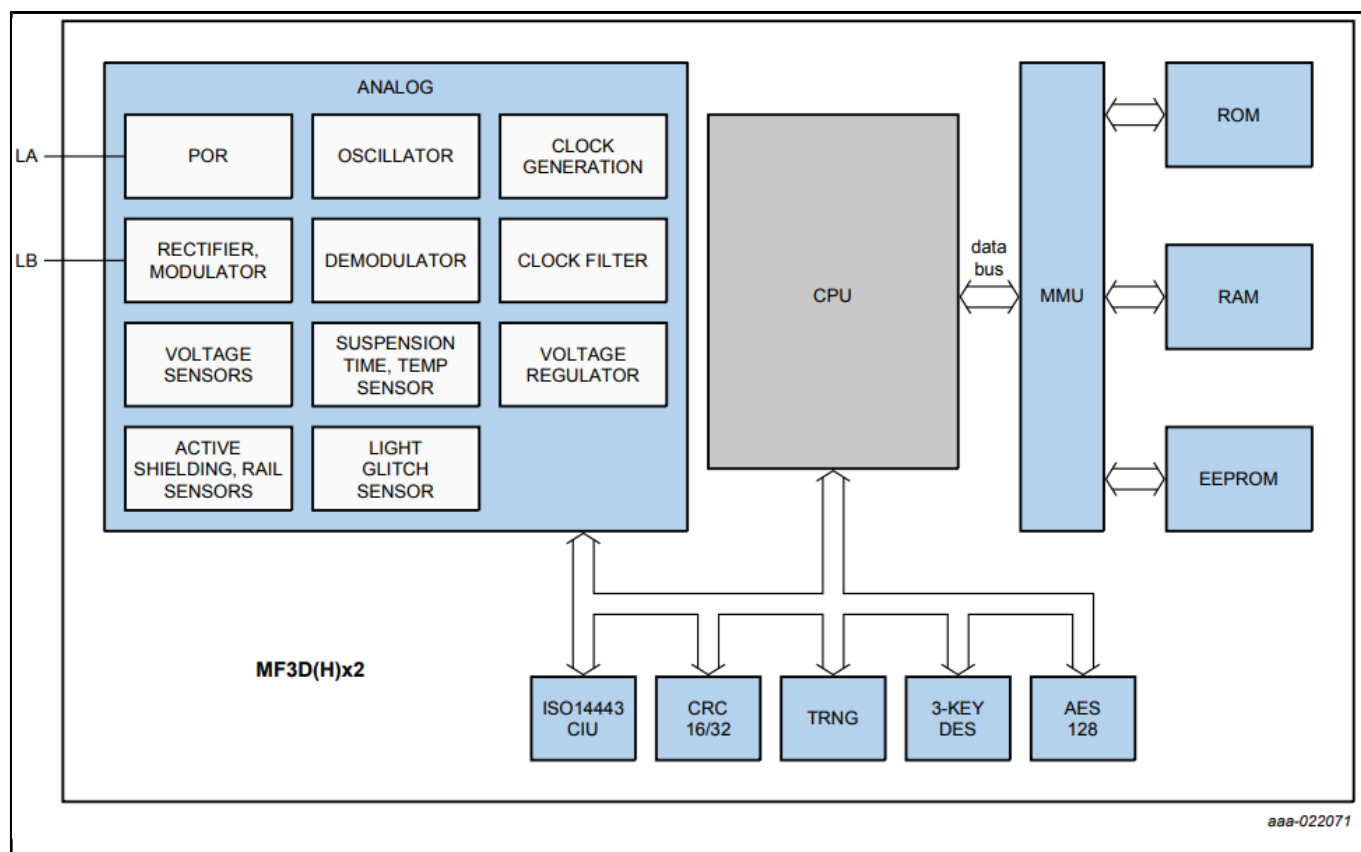 ANALOG
LA
POR
OSCILLATOR
CLOCK
GENERATION
LB
RECTIFIER,
MODULATOR
DEMODULATOR
CLOCK FILTER
VOLTAGE
SENSORS
SUSPENSION
TIME, TEMP
SENSOR
VOLTAGE
REGULATOR
ACTIVE
SHIELDING, RAIL
SENSORS
LIGHT
GLITCH
SENSOR
CPU
data
bus
MMU
ROM
RAM
EEPROM
MF3D(H)x2
ISO14443
CIU
CRC
16/32
TRNG
3-KEY
DES
AES
128
aaa-022071